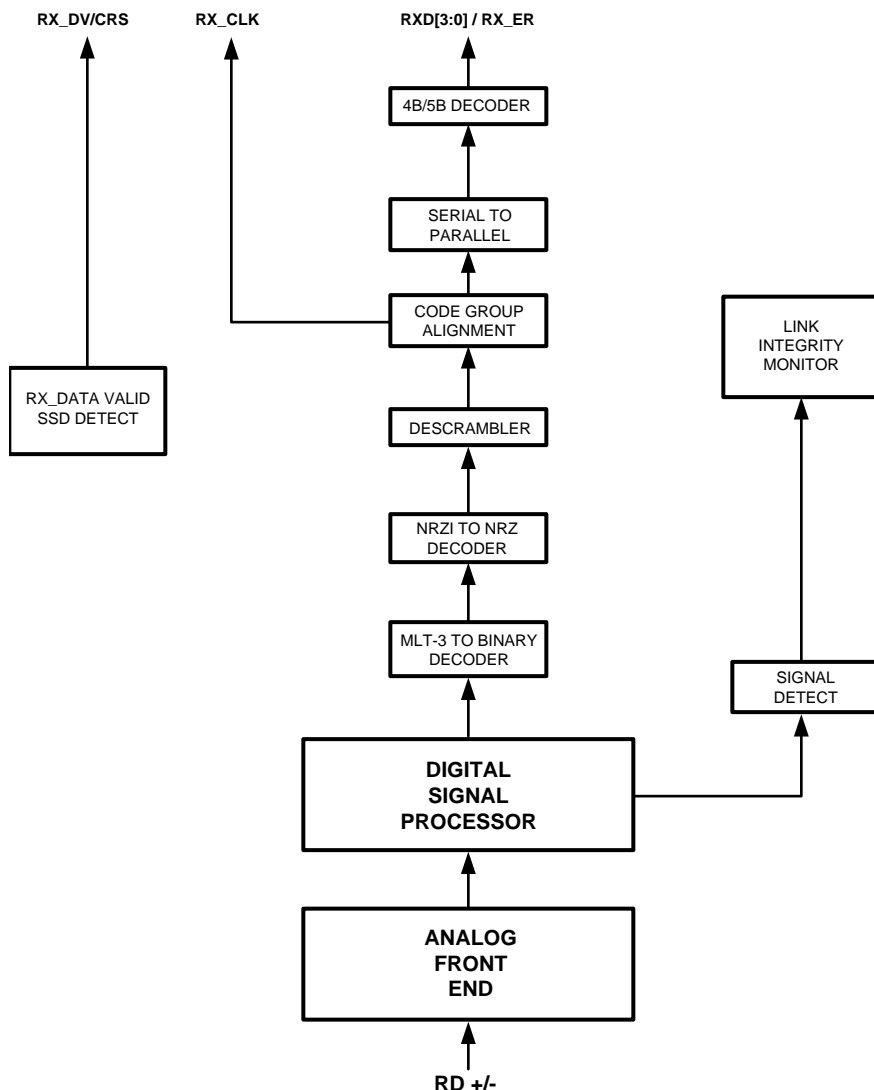 RX_DV/CRS
RX_CLK
RXD[3:0] / RX_ER
4B/5B DECODER
SERIAL TO
PARALLEL
CODE GROUP
ALIGNMENT
LINK
INTEGRITY
MONITOR
RX_DATA VALID
SSD DETECT
DESCRAMBLER
NRZI TO NRZ
DECODER
MLT-3 TO BINARY
DECODER
SIGNAL
DETECT
DIGITAL
SIGNAL
PROCESSOR
ANALOG
FRONT
END
RD +/-